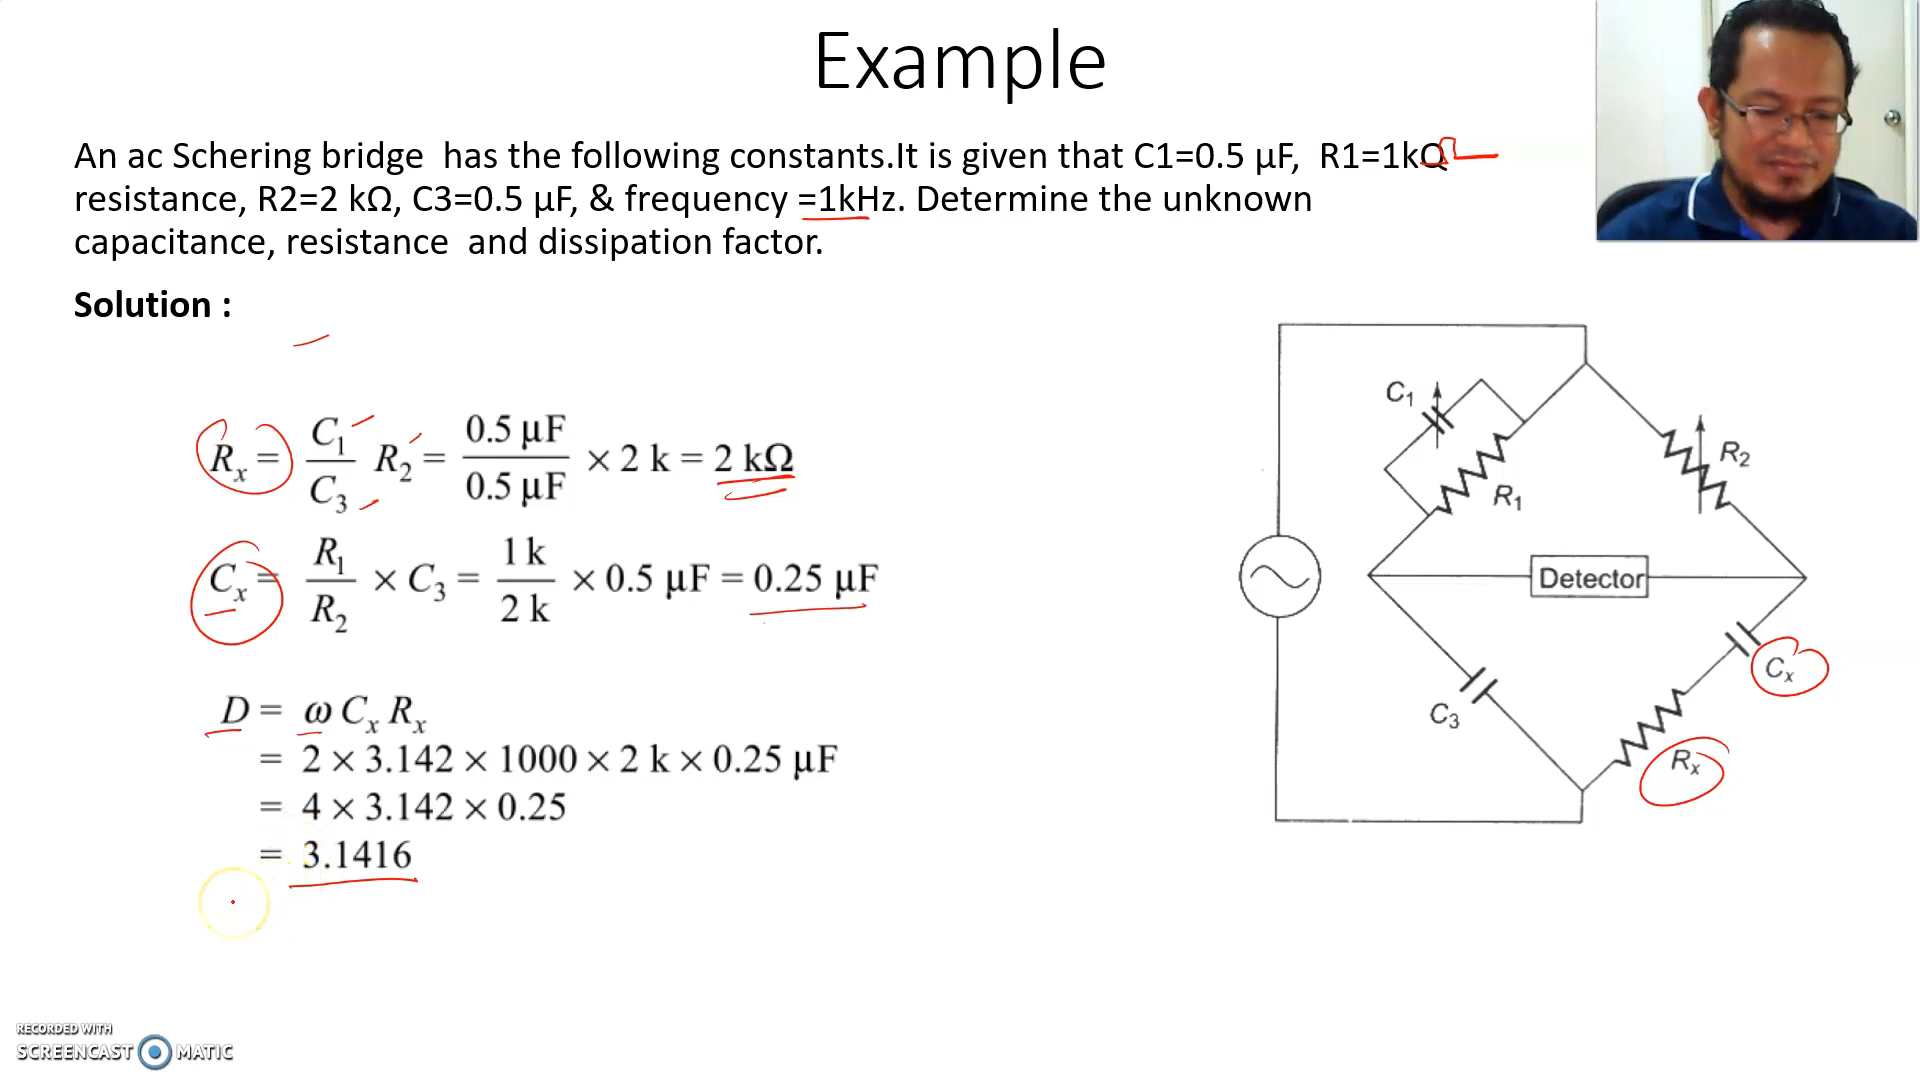 Example
An ac Schering bridge  has the following constants.It is given that C1=0.5 µF,  R1=1kΩ
resistance, R2=2 kΩ, C3=0.5 µF, & frequency =1kHz. Determine the unknown
capacitance, resistance  and dissipation factor.
Solution :
Rₓ = C₁/C₃ R₂ = 0.5 µF/0.5 µF × 2 k = 2 kΩ
Cₓ = R₁/R₂ × C₃ = 1 k/2 k × 0.5 µF = 0.25 µF
D = ω Cₓ Rₓ
= 2 × 3.142 × 1000 × 2 k × 0.25 µF
= 4 × 3.142 × 0.25
= 3.1416
C₁
R₁
R₂
Detector
C₃
Cₓ
Rₓ
RECORDED WITH
SCREENCAST MATIC